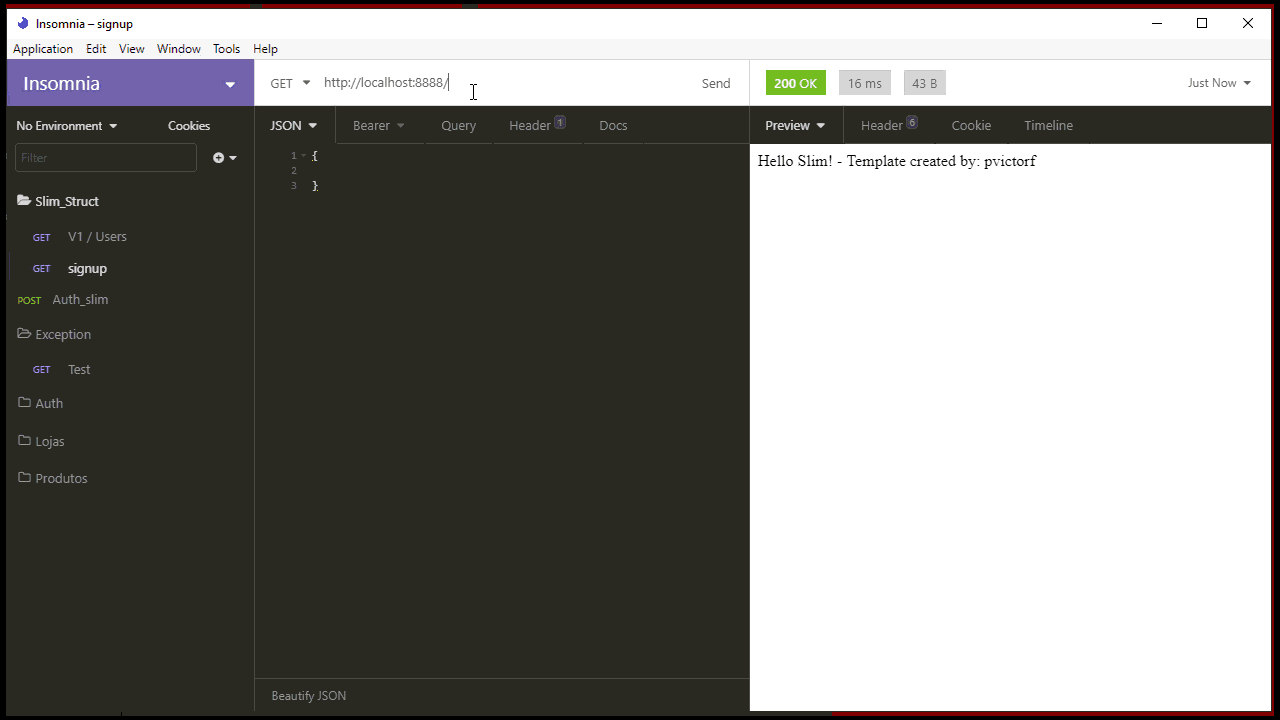 Insomnia – signup
Application Edit View Window Tools Help
Insomnia
GET http://localhost:8888/ Send
200 OK 16 ms 43 B Just Now
No Environment Cookies
JSON Bearer Query Header 1 Docs
Preview Header 6 Cookie Timeline
Filter
1 {
2
3 }
Hello Slim! - Template created by: pvictorf
Slim_Struct
GET V1 / Users
GET signup
POST Auth_slim
Exception
GET Test
Auth
Lojas
Produtos
Beautify JSON